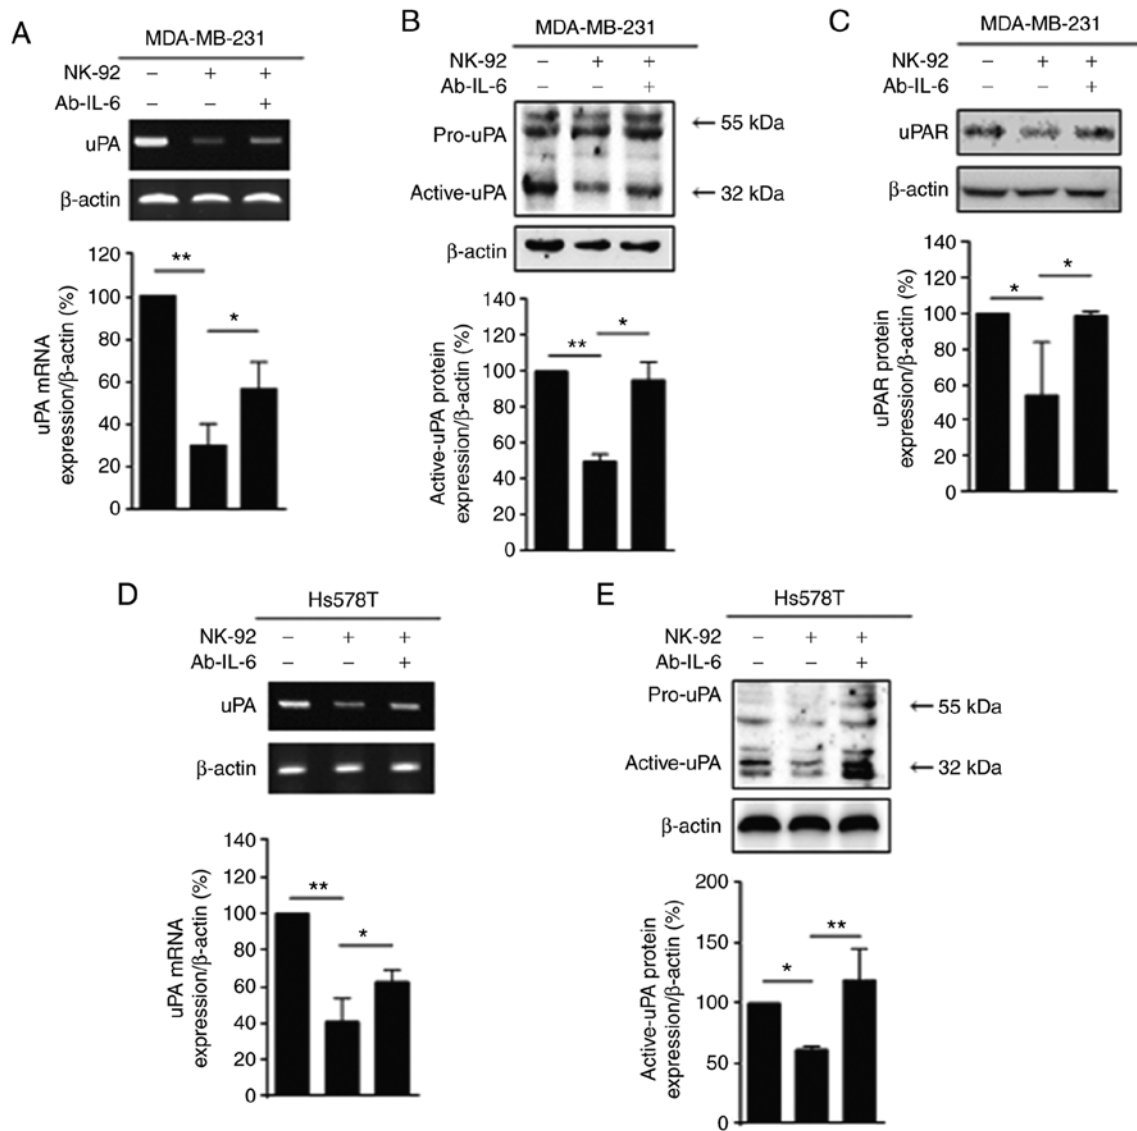 A
MDA-MB-231
NK-92 − + +
Ab-IL-6 − − +
uPA
β-actin
120
100
80
60
40
20
0
uPA mRNA
expression/β-actin (%)
** *
B
MDA-MB-231
NK-92 − + +
Ab-IL-6 − − +
Pro-uPA ← 55 kDa
Active-uPA ← 32 kDa
β-actin
140
120
100
80
60
40
20
0
Active-uPA protein
expression/β-actin (%)
** *
C
MDA-MB-231
NK-92 − + +
Ab-IL-6 − − +
uPAR
β-actin
140
120
100
80
60
40
20
0
uPAR protein
expression/β-actin (%)
* *
D
Hs578T
NK-92 − + +
Ab-IL-6 − − +
uPA
β-actin
140
120
100
80
60
40
20
0
uPA mRNA
expression/β-actin (%)
** *
E
Hs578T
NK-92 − + +
Ab-IL-6 − − +
Pro-uPA ← 55 kDa
Active-uPA ← 32 kDa
β-actin
200
150
100
50
0
Active-uPA protein
expression/β-actin (%)
* **